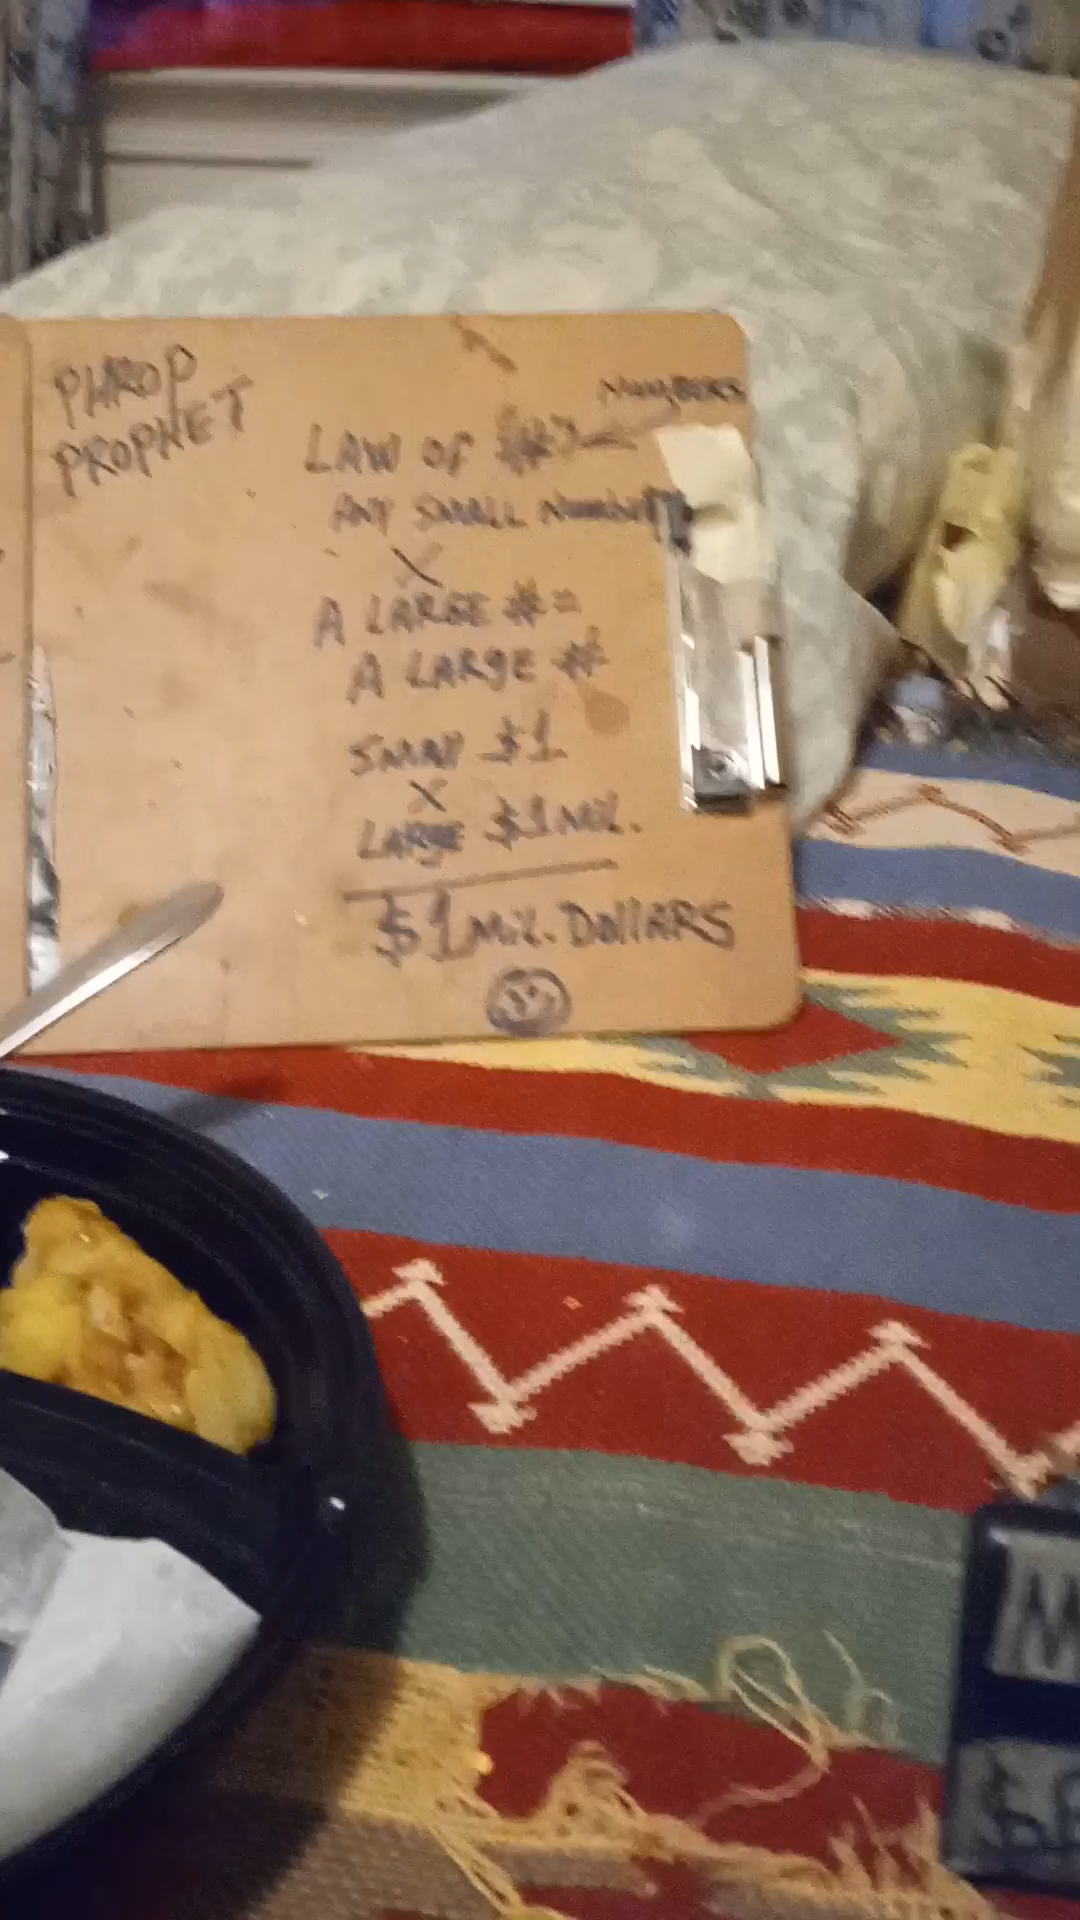 PHROP
PROPHET
NUMBERS
LAW OF #'s
ANY SMALL NUMBER
X
A LARGE # =
A LARGE #
SMALL $1
X
LARGE $1 MIL.
$1 MIL. DOllARS